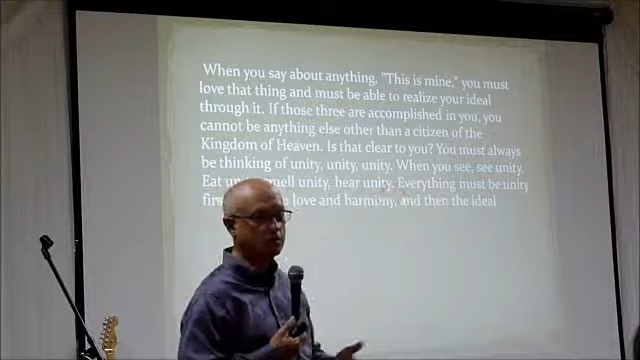 When you say about anything, "This is mine," you must
love that thing and must be able to realize your ideal
through it. If those three are accomplished in you, you
cannot be anything else other than a citizen of the
Kingdom of Heaven. Is that clear to you? You must always
be thinking of unity, unity, unity. When you see, see unity.
Eat smell unity, hear unity. Everything must be unity
love and harmony, and then the ideal